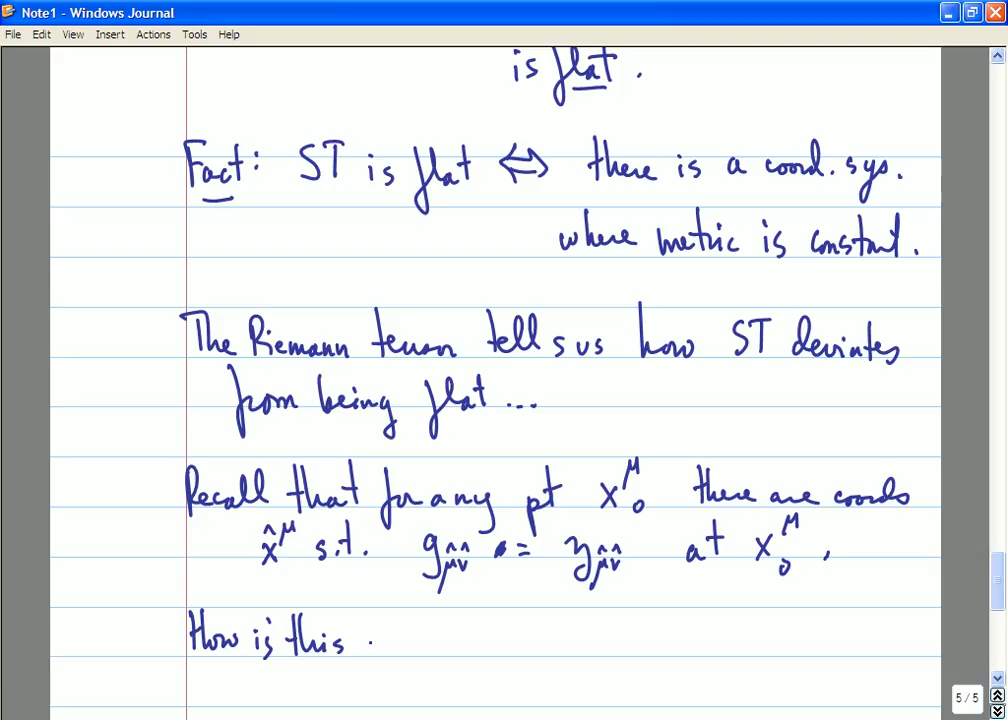 Note1 - Windows Journal
File Edit View Insert Actions Tools Help
is flat.
Fact: ST is flat ⇔ there is a coord. sys.
where metric is constant.
The Riemann tensor tells us how ST deviates
from being flat...
Recall that for any pt x₀^μ there are coords
x̂^μ s.t. g_μ̂ν̂ = η_μ̂ν̂ at x₀^μ.
How is this
5/5